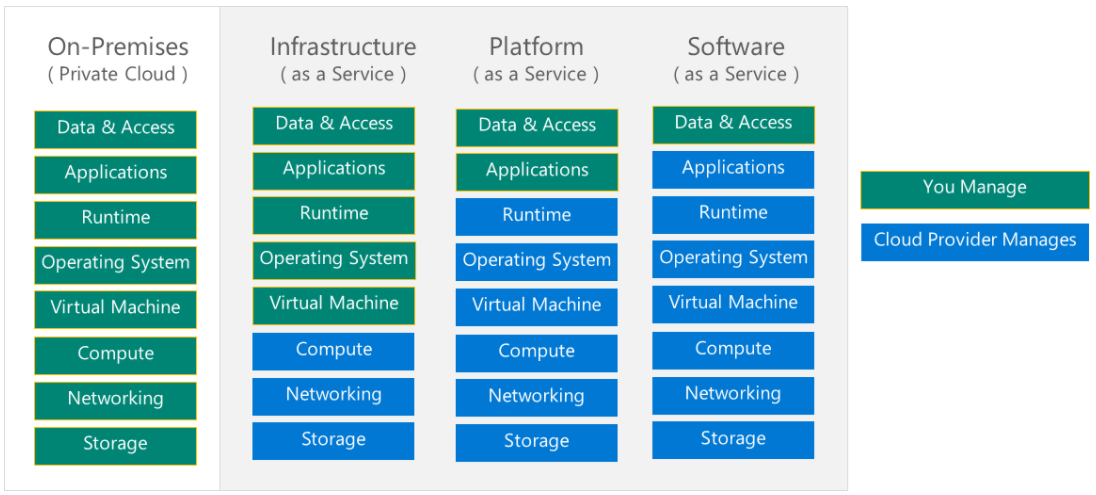 On-Premises
( Private Cloud )
Data & Access
Applications
Runtime
Operating System
Virtual Machine
Compute
Networking
Storage
Infrastructure
( as a Service )
Data & Access
Applications
Runtime
Operating System
Virtual Machine
Compute
Networking
Storage
Platform
( as a Service )
Data & Access
Applications
Runtime
Operating System
Virtual Machine
Compute
Networking
Storage
Software
( as a Service )
Data & Access
Applications
Runtime
Operating System
Virtual Machine
Compute
Networking
Storage
You Manage
Cloud Provider Manages